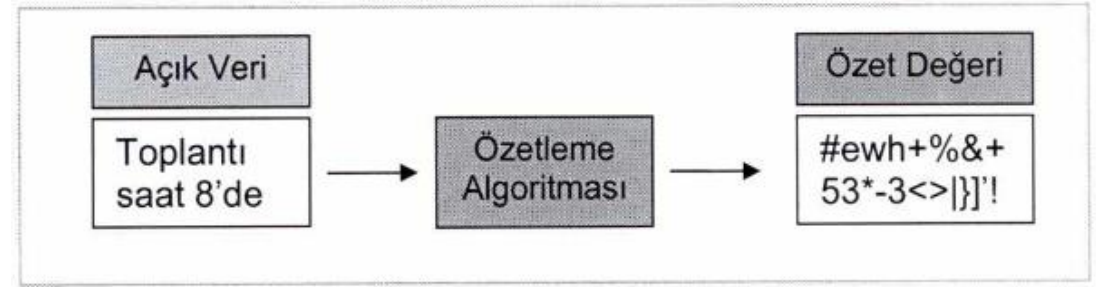 Açık Veri
Toplantı
saat 8'de
Özetleme
Algoritması
Özet Değeri
#ewh+%&+
53*-3<>|}]'!